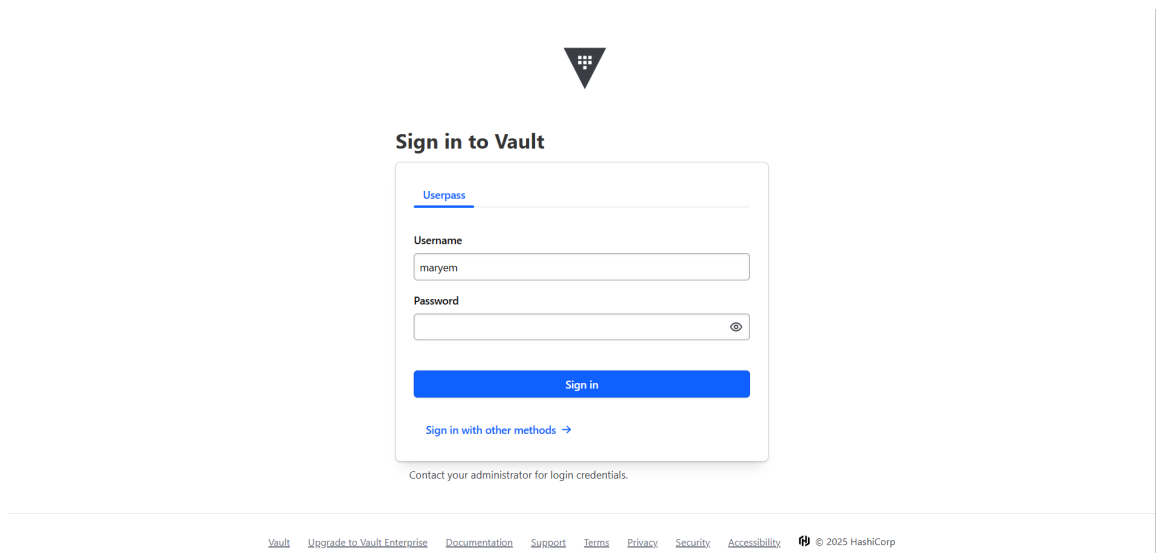 Sign in to Vault
Userpass
Username
maryem
Password
Sign in
Sign in with other methods →
Contact your administrator for login credentials.
Vault Upgrade to Vault Enterprise Documentation Support Terms Privacy Security Accessibility © 2025 HashiCorp